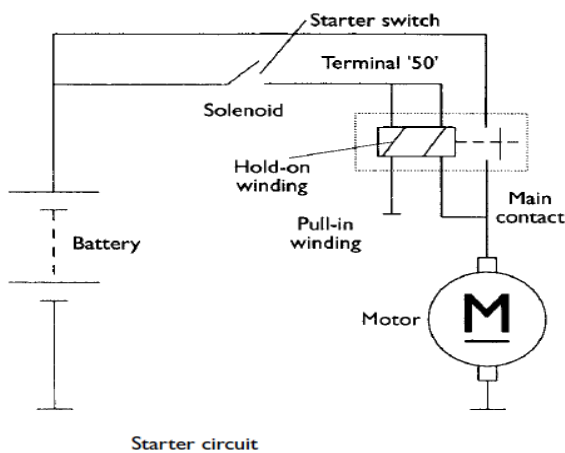 Starter switch
Terminal '50'
Solenoid
Hold-on
winding
Main
contact
Pull-in
winding
Battery
Motor
M
Starter circuit